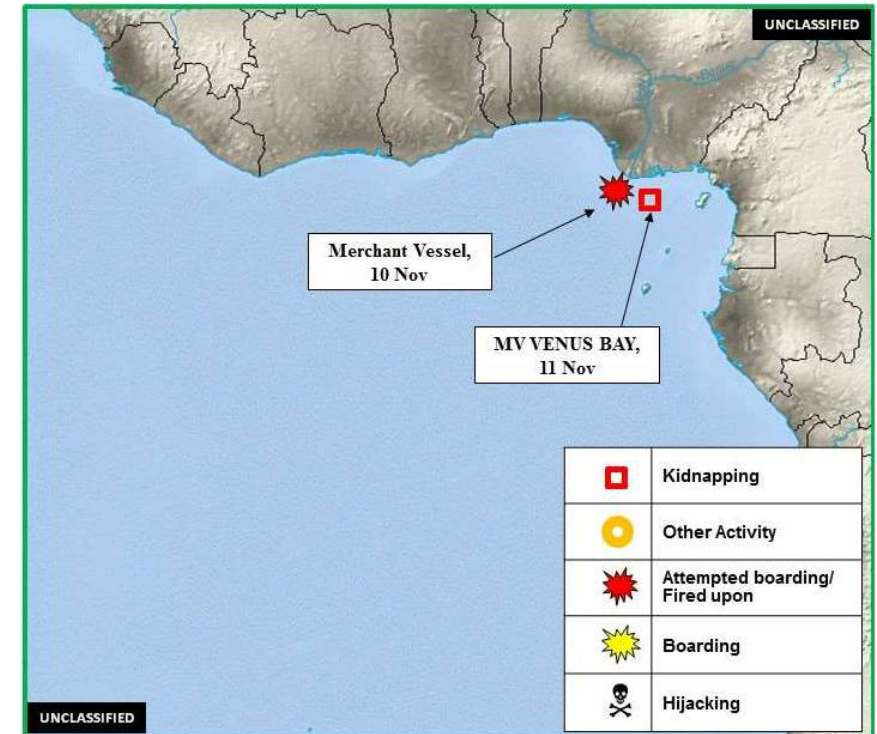 UNCLASSIFIED
Merchant Vessel,
10 Nov
MV VENUS BAY,
11 Nov
Kidnapping
Other Activity
Attempted boarding/
Fired upon
Boarding
Hijacking
UNCLASSIFIED